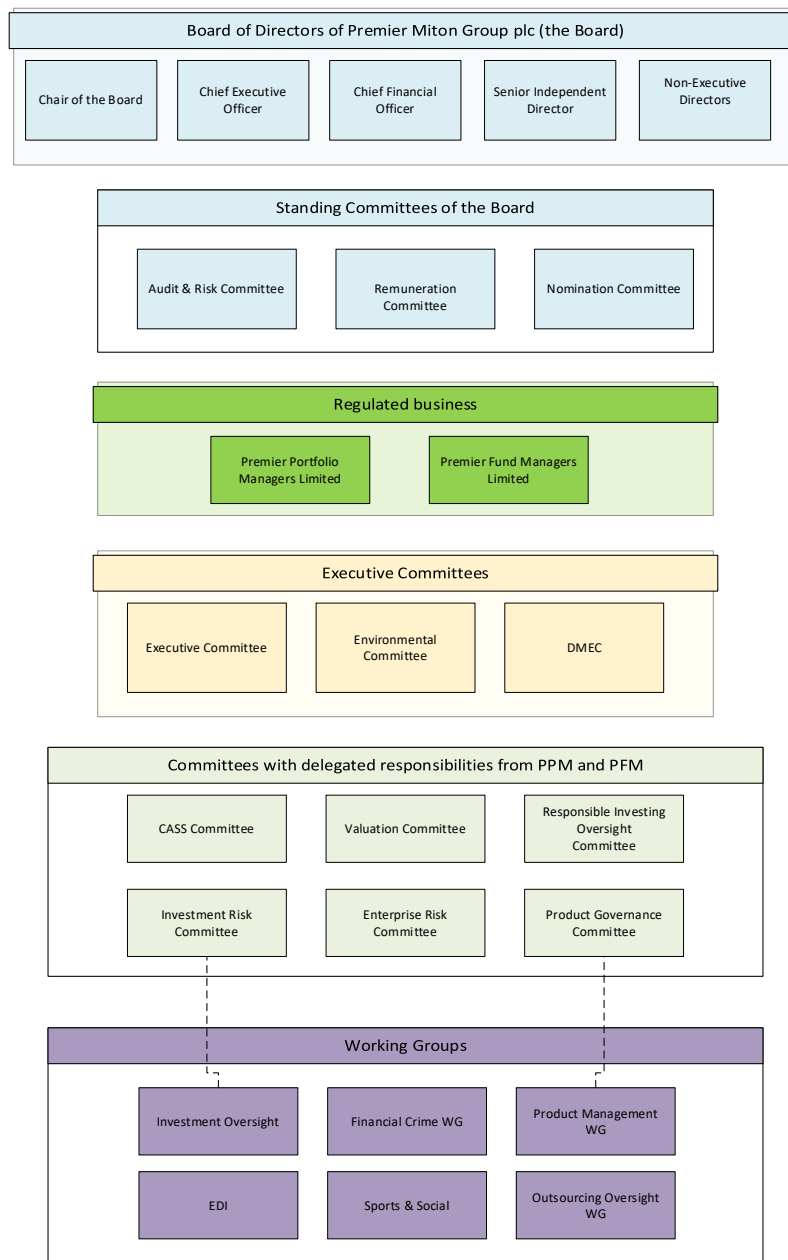 Board of Directors of Premier Miton Group plc (the Board)
Chair of the Board
Chief Executive
Officer
Chief Financial
Officer
Senior Independent
Director
Non-Executive
Directors
Standing Committees of the Board
Audit & Risk Committee
Remuneration
Committee
Nomination Committee
Regulated business
Premier Portfolio
Managers Limited
Premier Fund Managers
Limited
Executive Committees
Executive Committee
Environmental
Committee
DMEC
Committees with delegated responsibilities from PPM and PFM
CASS Committee
Valuation Committee
Responsible Investing
Oversight
Committee
Investment Risk
Committee
Enterprise Risk
Committee
Product Governance
Committee
Working Groups
Investment Oversight
Financial Crime WG
Product Management
WG
EDI
Sports & Social
Outsourcing Oversight
WG